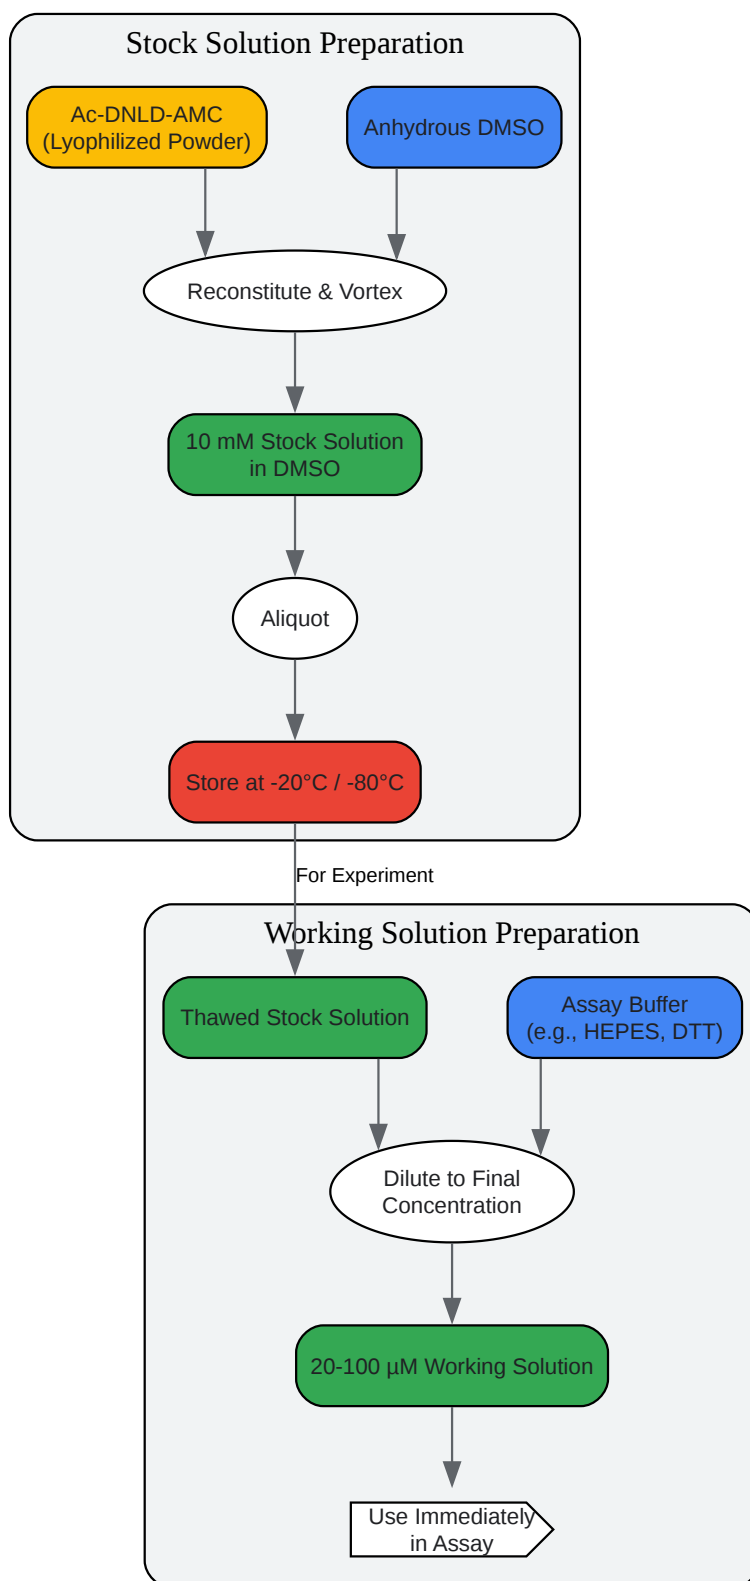 Stock Solution Preparation
Ac-DNLD-AMC
(Lyophilized Powder)
Anhydrous DMSO
Reconstitute & Vortex
10 mM Stock Solution
in DMSO
Aliquot
Store at -20°C / -80°C
For Experiment
Working Solution Preparation
Thawed Stock Solution
Assay Buffer
(e.g., HEPES, DTT)
Dilute to Final
Concentration
20-100 µM Working Solution
Use Immediately
in Assay